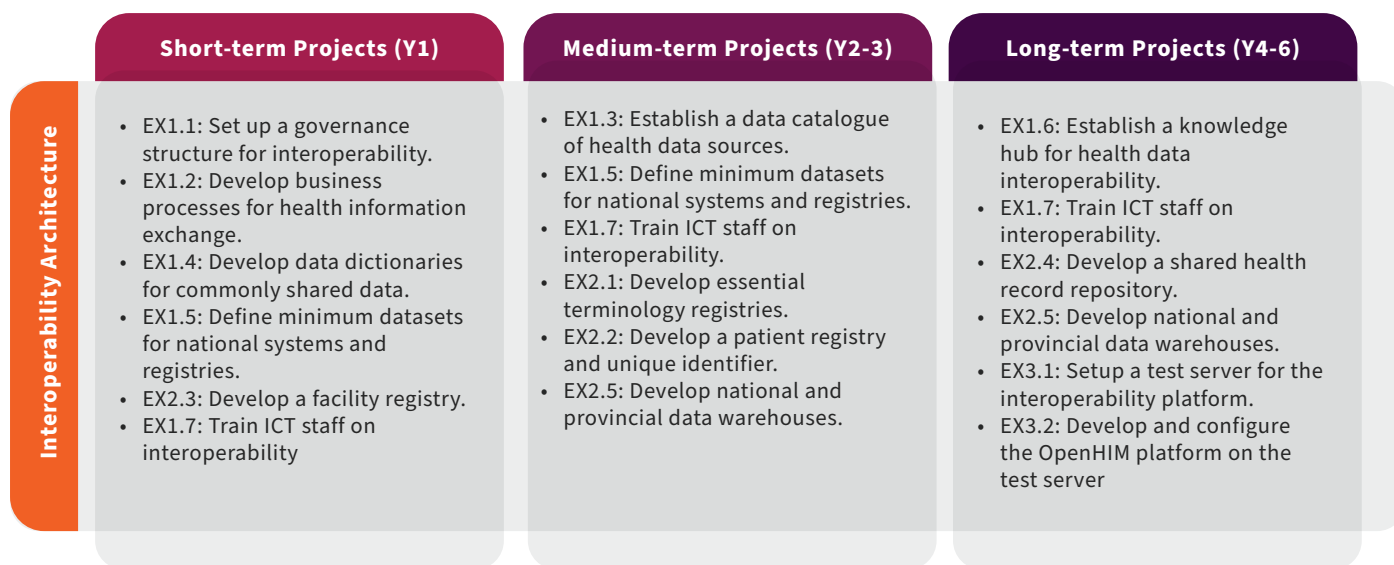 Short-term Projects (Y1)
Medium-term Projects (Y2-3)
Long-term Projects (Y4-6)
Interoperability Architecture
• EX1.1: Set up a governance
structure for interoperability.
• EX1.2: Develop business
processes for health information
exchange.
• EX1.4: Develop data dictionaries
for commonly shared data.
• EX1.5: Define minimum datasets
for national systems and
registries.
• EX2.3: Develop a facility registry.
• EX1.7: Train ICT staff on
interoperability
• EX1.3: Establish a data catalogue
of health data sources.
• EX1.5: Define minimum datasets
for national systems and registries.
• EX1.7: Train ICT staff on
interoperability.
• EX2.1: Develop essential
terminology registries.
• EX2.2: Develop a patient registry
and unique identifier.
• EX2.5: Develop national and
provincial data warehouses.
• EX1.6: Establish a knowledge
hub for health data
interoperability.
• EX1.7: Train ICT staff on
interoperability.
• EX2.4: Develop a shared health
record repository.
• EX2.5: Develop national and
provincial data warehouses.
• EX3.1: Setup a test server for the
interoperability platform.
• EX3.2: Develop and configure
the OpenHIM platform on the
test server